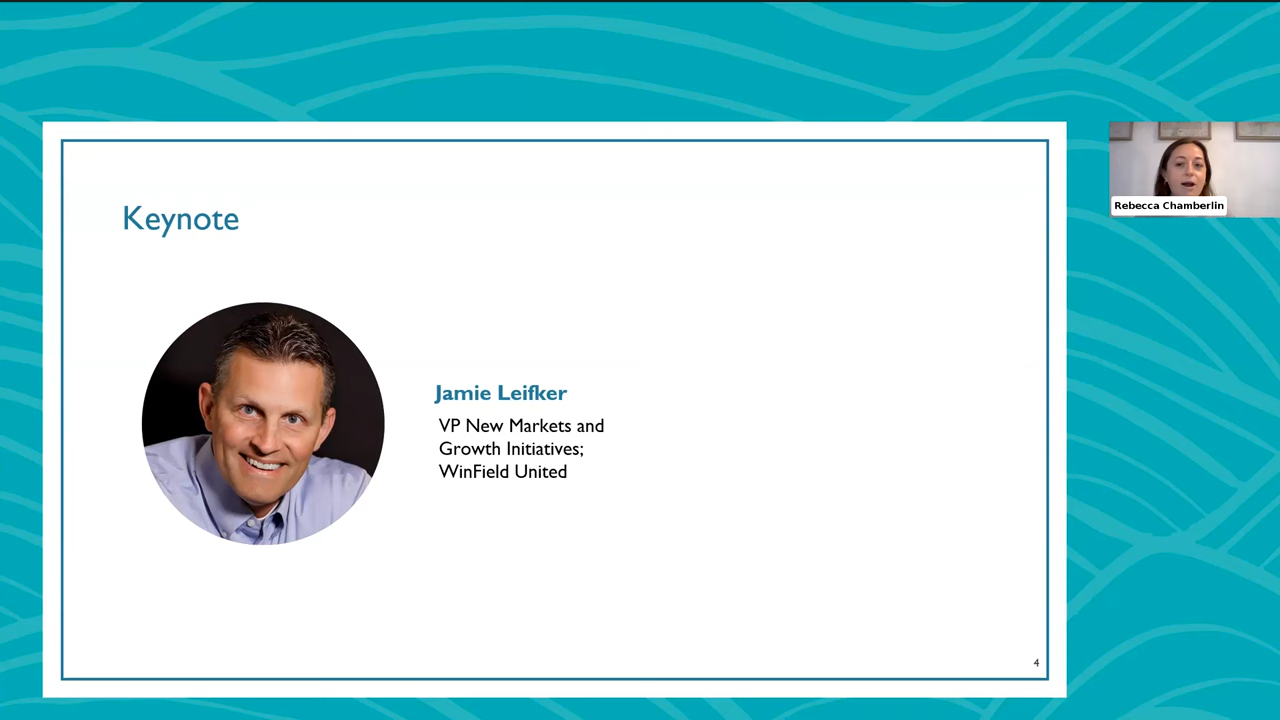 Keynote
Jamie Leifker
VP New Markets and
Growth Initiatives;
WinField United
4
Rebecca Chamberlin